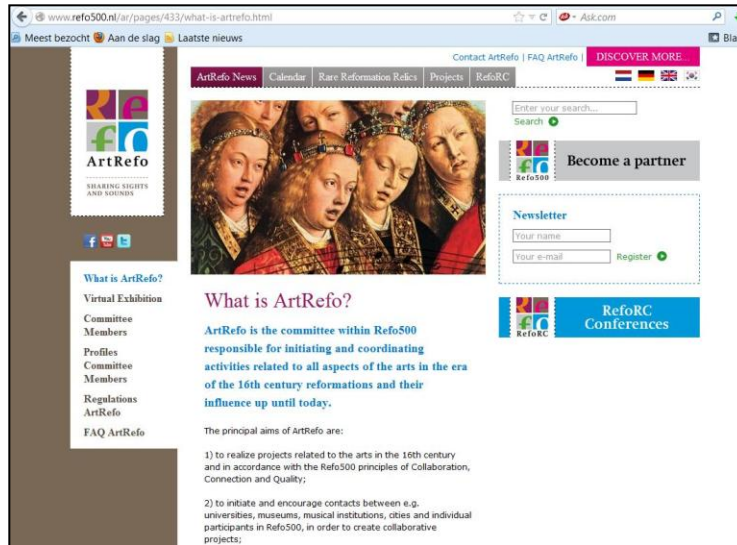 www.refo500.nl/ar/pages/433/what-is-artrefo.html
Ask.com
Meest bezocht
Aan de slag
Laatste nieuws
Bla
Contact ArtRefo | FAQ ArtRefo |
DISCOVER MORE...
ArtRefo News
Calendar
Rare Reformation Relics
Projects
RefoRC
Re
fo
ArtRefo
SHARING SIGHTS
AND SOUNDS
What is ArtRefo?
Virtual Exhibition
Committee
Members
Profiles
Committee
Members
Regulations
ArtRefo
FAQ ArtRefo
What is ArtRefo?
ArtRefo is the committee within Refo500
responsible for initiating and coordinating
activities related to all aspects of the arts in the era
of the 16th century reformations and their
influence up until today.
The principal aims of ArtRefo are:
1) to realize projects related to the arts in the 16th century
and in accordance with the Refo500 principles of Collaboration,
Connection and Quality;
2) to initiate and encourage contacts between e.g.
universities, museums, musical institutions, cities and individual
participants in Refo500, in order to create collaborative
projects;
Enter your search...
Search
Re
fo
Refo500
Become a partner
Newsletter
Your name
Your e-mail
Register
Re
fo
RefoRC
RefoRC
Conferences